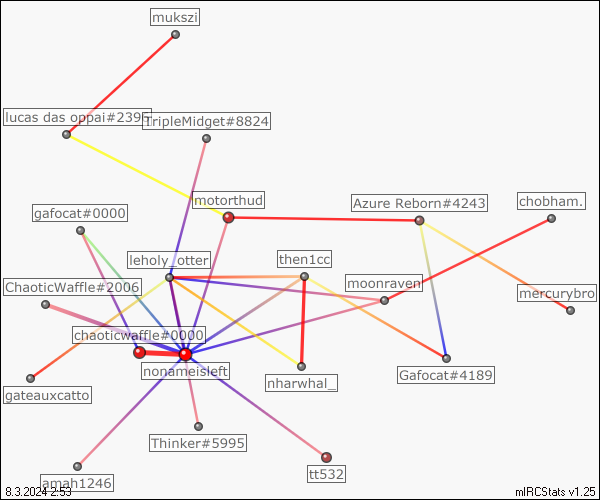 mukszi
lucas das oppai#2395
TripleMidget#8824
motorthud
Azure Reborn#4243
chobham.
gafocat#0000
leholy_otter
then1cc
moonraven
ChaoticWaffle#2006
mercurybro
chaoticwaffle#0000
nonameisleft
nharwhal_
Gafocat#4189
gateauxcatto
Thinker#5995
tt532
amah1246
8.3.2024 2:53
mIRCStats v1.25